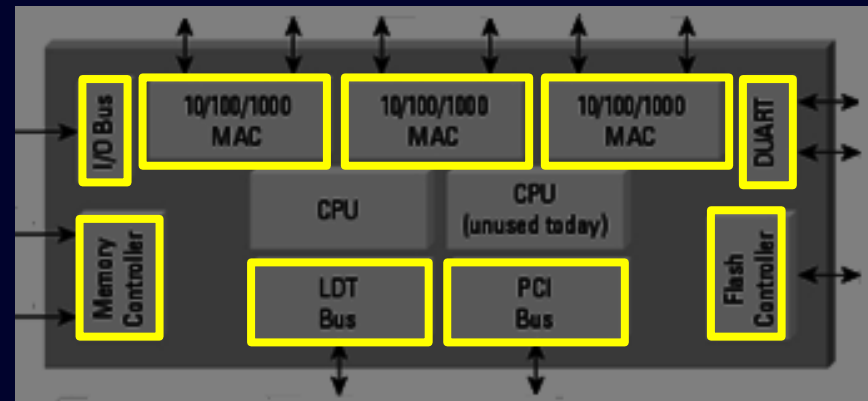 I/O Bus
10/100/1000
MAC
10/100/1000
MAC
10/100/1000
MAC
DUART
CPU
CPU
(unused today)
Memory
Controller
LDT
Bus
PCI
Bus
Flash
Controller